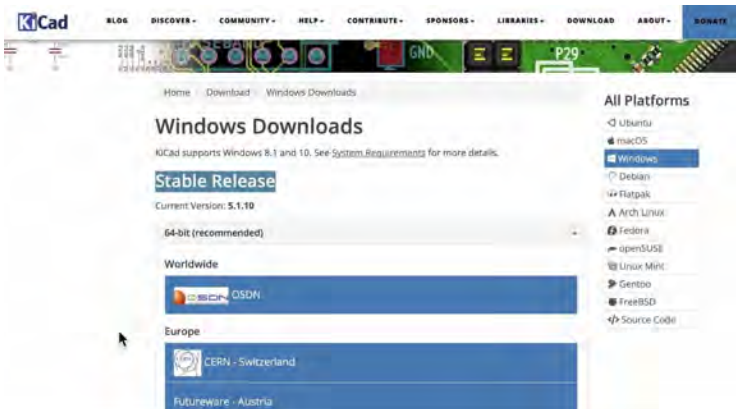 KiCad
BLOG DISCOVER COMMUNITY HELP CONTRIBUTE SPONSORS LIBRARIES DOWNLOAD ABOUT DONATE
GND P29
Home Download Windows Downloads
Windows Downloads
KiCad supports Windows 8.1 and 10. See System Requirements for more details.
Stable Release
Current Version: 5.1.10
64-bit (recommended)
Worldwide
OSDN OSDN
Europe
CERN - Switzerland
Futureware - Austria
All Platforms
Ubuntu
macOS
Windows
Debian
Flatpak
Arch Linux
Fedora
openSUSE
Linux Mint
Gentoo
FreeBSD
Source Code